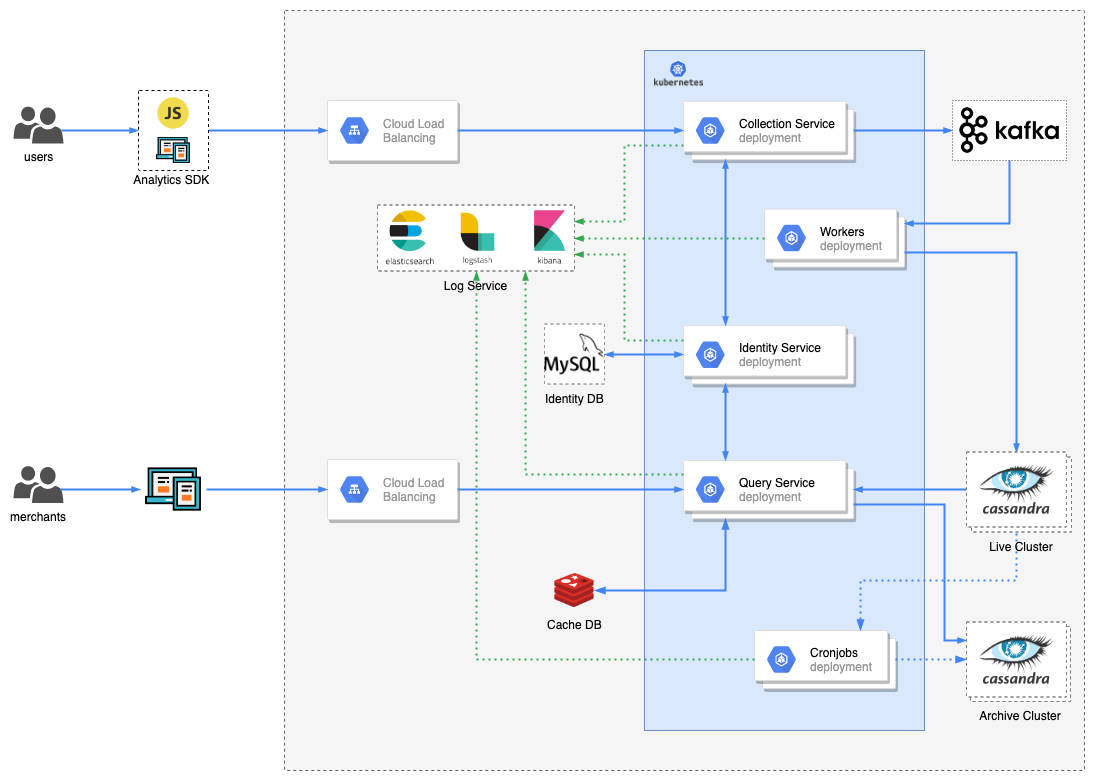 kubernetes
JS
users
Analytics SDK
Cloud Load
Balancing
Collection Service
deployment
kafka
elasticsearch
logstash
kibana
Log Service
Workers
deployment
MySQL
Identity DB
Identity Service
deployment
merchants
Cloud Load
Balancing
Query Service
deployment
cassandra
Live Cluster
Cache DB
Cronjobs
deployment
cassandra
Archive Cluster